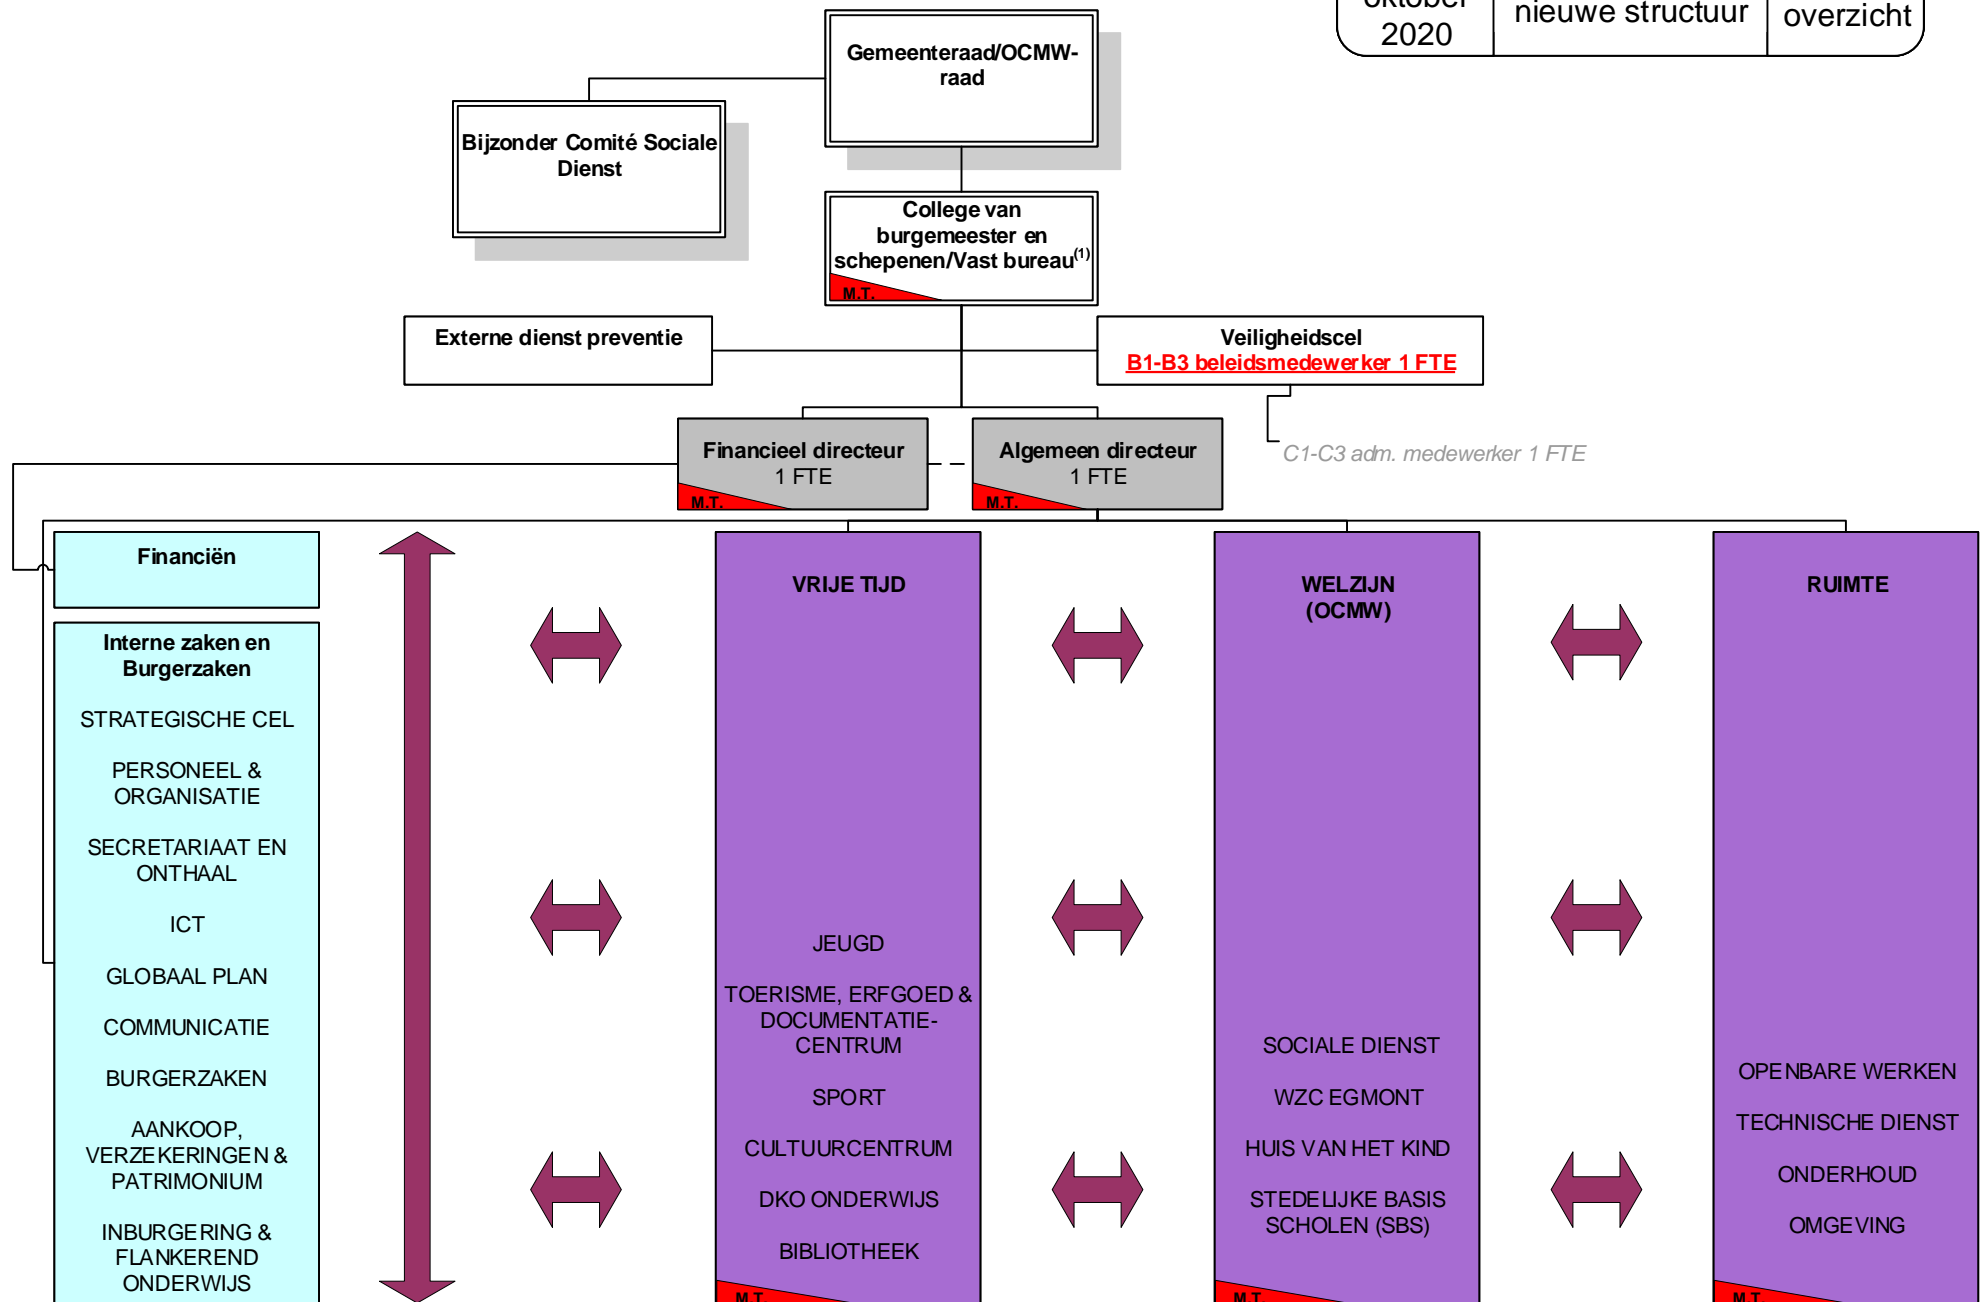 oktober
2020
nieuwe structuur
overzicht
Gemeenteraad/OCMW-
raad
Bijzonder Comité Sociale
Dienst
College van
burgemeester en
schepenen/Vast bureau(1)
M.T.
Externe dienst preventie
Veiligheidscel
B1-B3 beleidsmedewerker 1 FTE
C1-C3 adm. medewerker 1 FTE
Financieel directeur
1 FTE
M.T.
Algemeen directeur
1 FTE
M.T.
Financiën
Interne zaken en
Burgerzaken
STRATEGISCHE CEL
PERSONEEL &
ORGANISATIE
SECRETARIAAT EN
ONTHAAL
ICT
GLOBAAL PLAN
COMMUNICATIE
BURGERZAKEN
AANKOOP,
VERZEKERINGEN &
PATRIMONIUM
INBURGERING &
FLANKEREND
ONDERWIJS
VRIJE TIJD
JEUGD
TOERISME, ERFGOED &
DOCUMENTATIE-
CENTRUM
SPORT
CULTUURCENTRUM
DKO ONDERWIJS
BIBLIOTHEEK
M.T.
WELZIJN
(OCMW)
SOCIALE DIENST
WZC EGMONT
HUIS VAN HET KIND
STEDELIJKE BASIS
SCHOLEN (SBS)
M.T.
RUIMTE
OPENBARE WERKEN
TECHNISCHE DIENST
ONDERHOUD
OMGEVING
M.T.